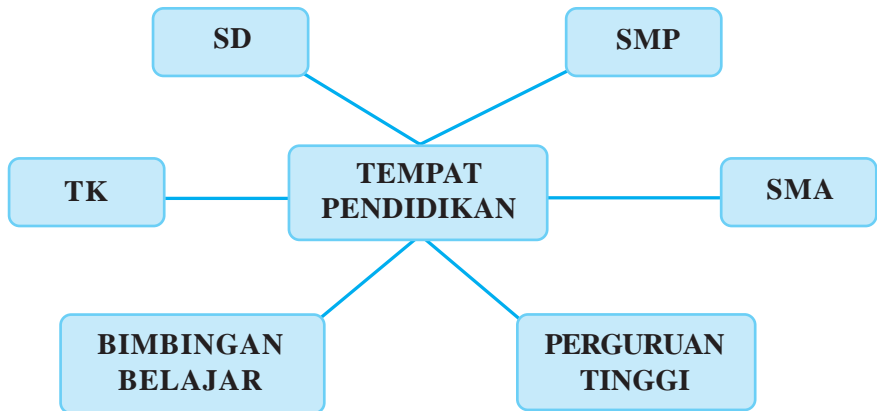 SD
SMP
TK
TEMPAT
PENDIDIKAN
SMA
BIMBINGAN
BELAJAR
PERGURUAN
TINGGI